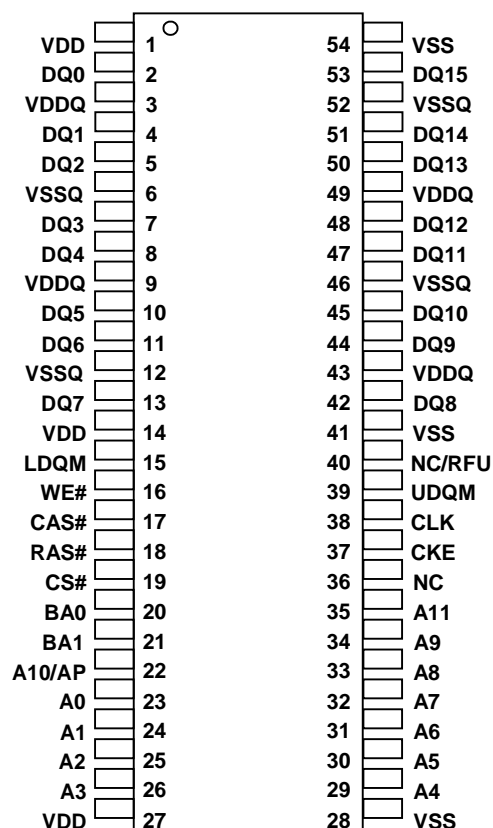 VDD 1 54 VSS
DQ0 2 53 DQ15
VDDQ 3 52 VSSQ
DQ1 4 51 DQ14
DQ2 5 50 DQ13
VSSQ 6 49 VDDQ
DQ3 7 48 DQ12
DQ4 8 47 DQ11
VDDQ 9 46 VSSQ
DQ5 10 45 DQ10
DQ6 11 44 DQ9
VSSQ 12 43 VDDQ
DQ7 13 42 DQ8
VDD 14 41 VSS
LDQM 15 40 NC/RFU
WE# 16 39 UDQM
CAS# 17 38 CLK
RAS# 18 37 CKE
CS# 19 36 NC
BA0 20 35 A11
BA1 21 34 A9
A10/AP 22 33 A8
A0 23 32 A7
A1 24 31 A6
A2 25 30 A5
A3 26 29 A4
VDD 27 28 VSS